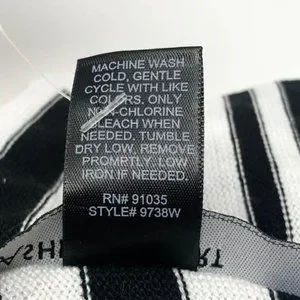 MACHINE WASH
COLD, GENTLE
CYCLE WITH LIKE
COLORS. ONLY
NON-CHLORINE
BLEACH WHEN
NEEDED. TUMBLE
DRY LOW. REMOVE
PROMPTLY. LOW
IRON IF NEEDED.
RN# 91035
STYLE# 9738W